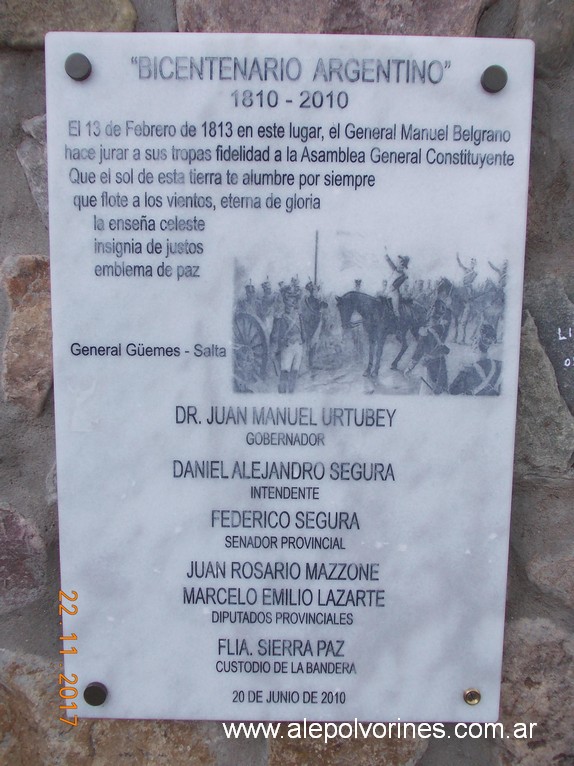 "BICENTENARIO ARGENTINO"
1810 - 2010
El 13 de Febrero de 1813 en este lugar, el General Manuel Belgrano
hace jurar a sus tropas fidelidad a la Asamblea General Constituyente
Que el sol de esta tierra te alumbre por siempre
que flote a los vientos, eterna de gloria
la enseña celeste
insignia de justos
emblema de paz
General Güemes - Salta
DR. JUAN MANUEL URTUBEY
GOBERNADOR
DANIEL ALEJANDRO SEGURA
INTENDENTE
FEDERICO SEGURA
SENADOR PROVINCIAL
JUAN ROSARIO MAZZONE
MARCELO EMILIO LAZARTE
DIPUTADOS PROVINCIALES
FLIA. SIERRA PAZ
CUSTODIO DE LA BANDERA
20 DE JUNIO DE 2010
22 11 2017
www.alepolvorines.com.ar